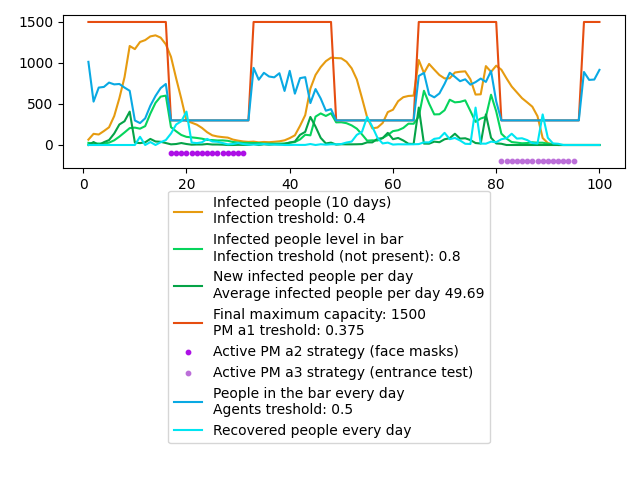 1500
1000
500
0
0 20 40 60 80 100
Infected people (10 days)
Infection treshold: 0.4
Infected people level in bar
Infection treshold (not present): 0.8
New infected people per day
Average infected people per day 49.69
Final maximum capacity: 1500
PM a1 treshold: 0.375
Active PM a2 strategy (face masks)
Active PM a3 strategy (entrance test)
People in the bar every day
Agents treshold: 0.5
Recovered people every day